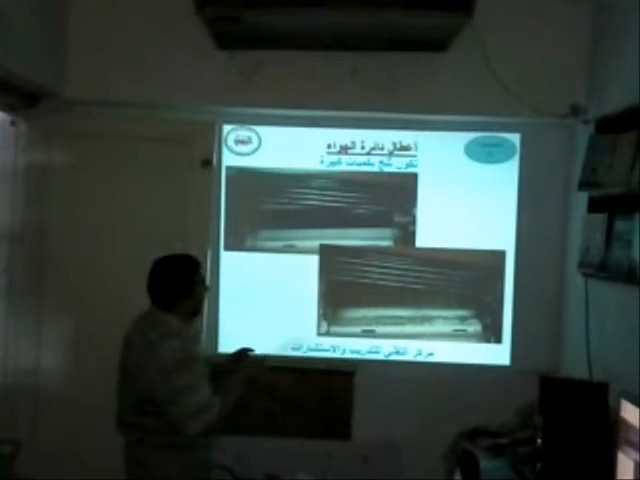 أعطال دائرة الهواء
تكون ثلج بكميات كبيرة
مركز التقني للتدريب والاستشارات